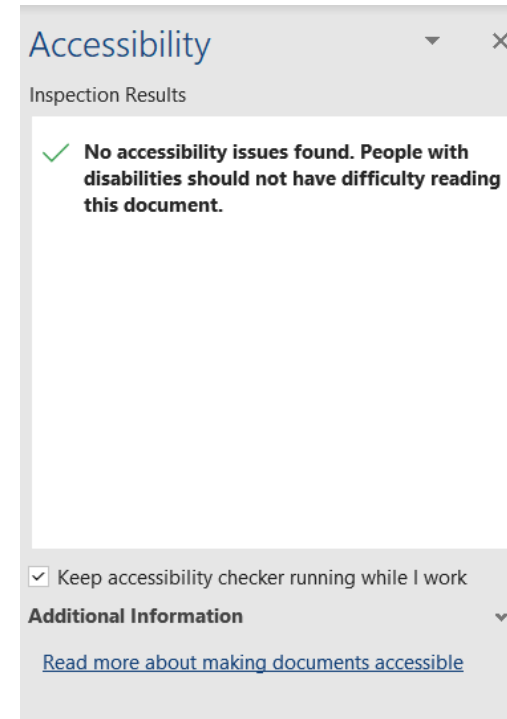 Accessibility
Inspection Results
No accessibility issues found. People with
disabilities should not have difficulty reading
this document.
Keep accessibility checker running while I work
Additional Information
Read more about making documents accessible